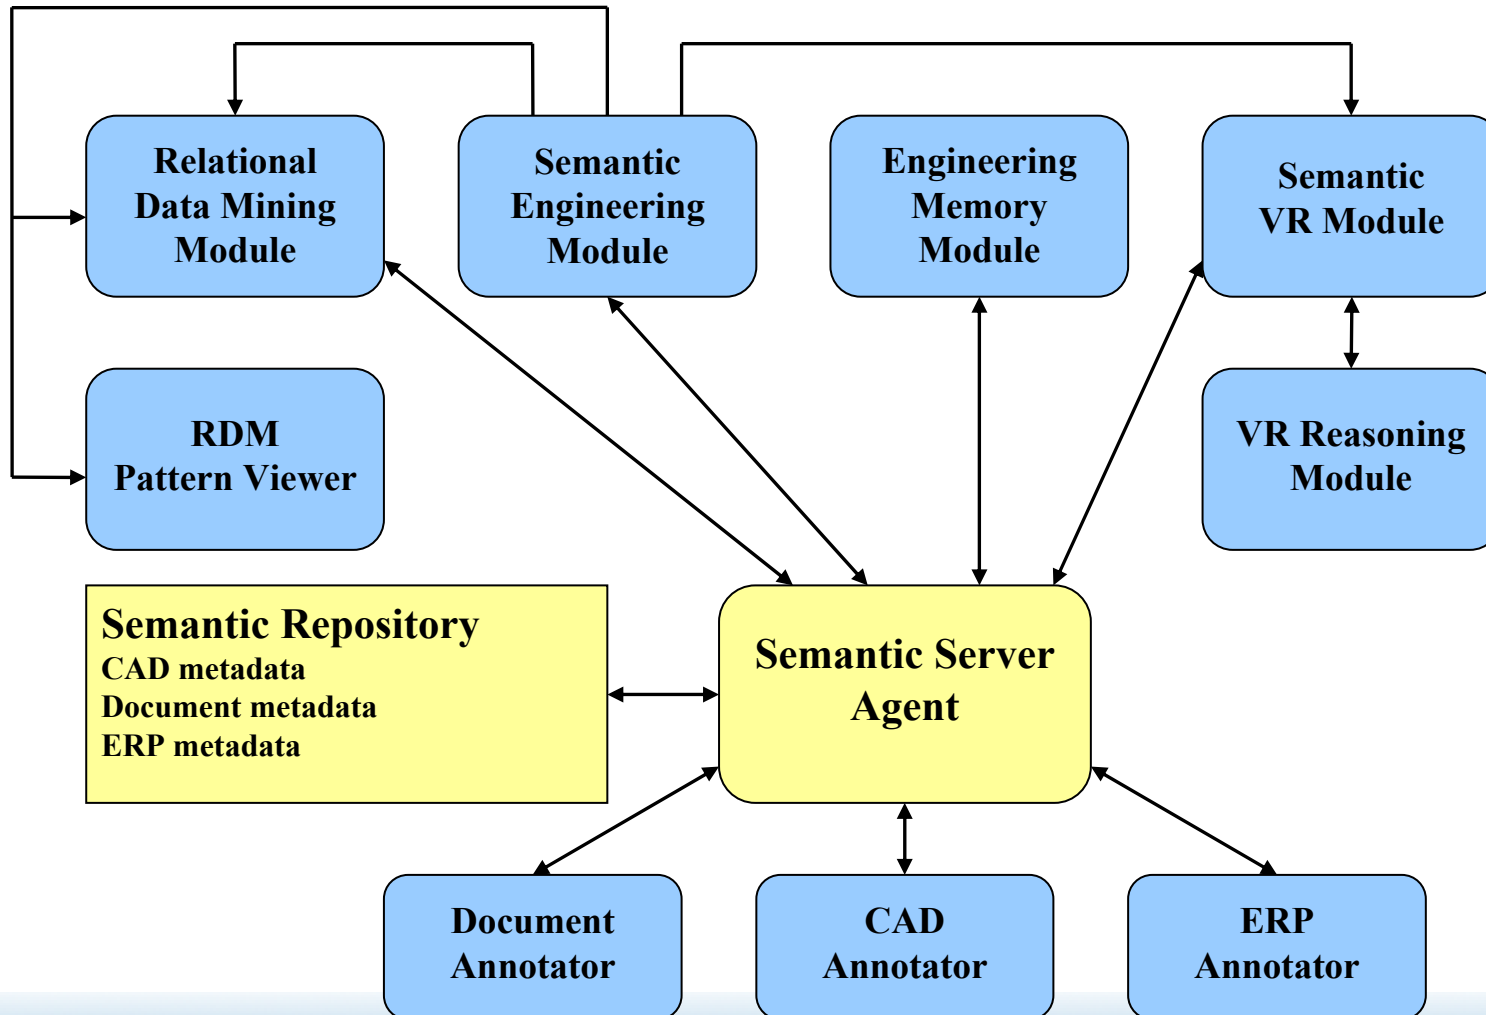 Relational
Data Mining
Module
Semantic
Engineering
Module
Engineering
Memory
Module
Semantic
VR Module
RDM
Pattern Viewer
VR Reasoning
Module
Semantic Repository
CAD metadata
Document metadata
ERP metadata
Semantic Server
Agent
Document
Annotator
CAD
Annotator
ERP
Annotator